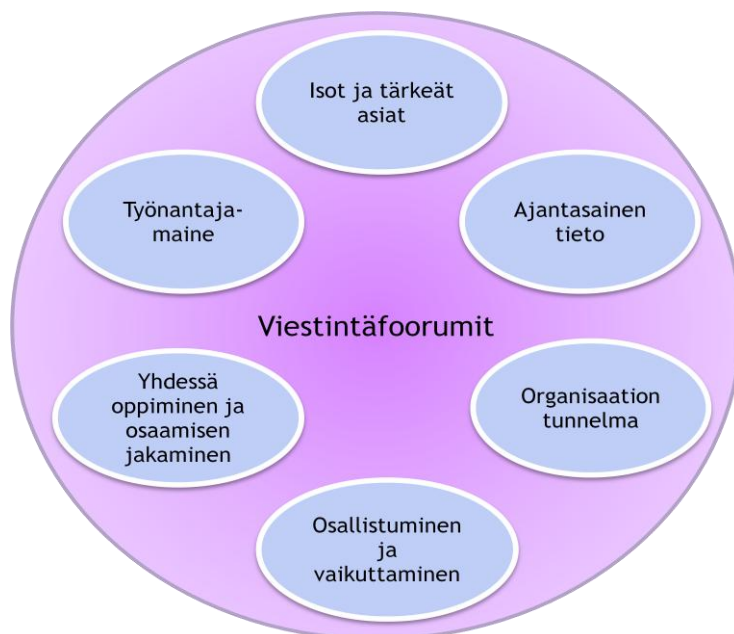 Isot ja tärkeät
asiat
Työnantaja-
maine
Ajantasainen
tieto
Viestintäfoorumit
Yhdessä
oppiminen ja
osaamisen
jakaminen
Organisaation
tunnelma
Osallistuminen
ja
vaikuttaminen